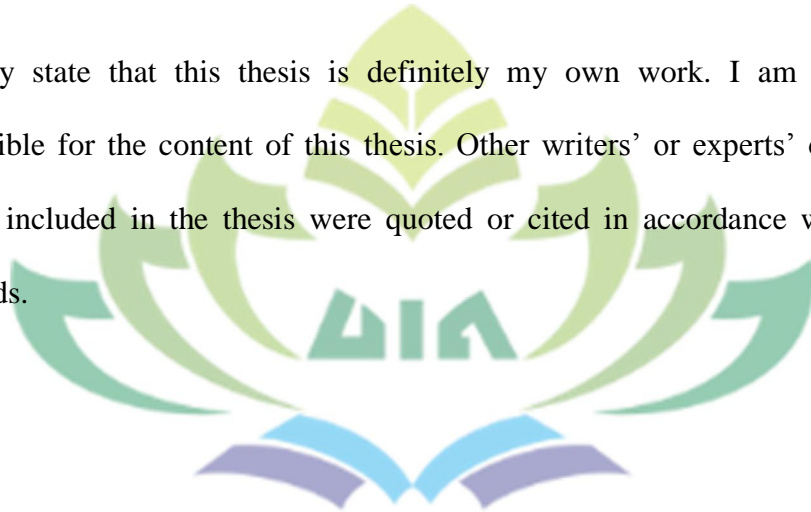 y state that this thesis is definitely my own work. I am
ible for the content of this thesis. Other writers’ or experts’
included in the thesis were quoted or cited in accordance
ds.
UIN